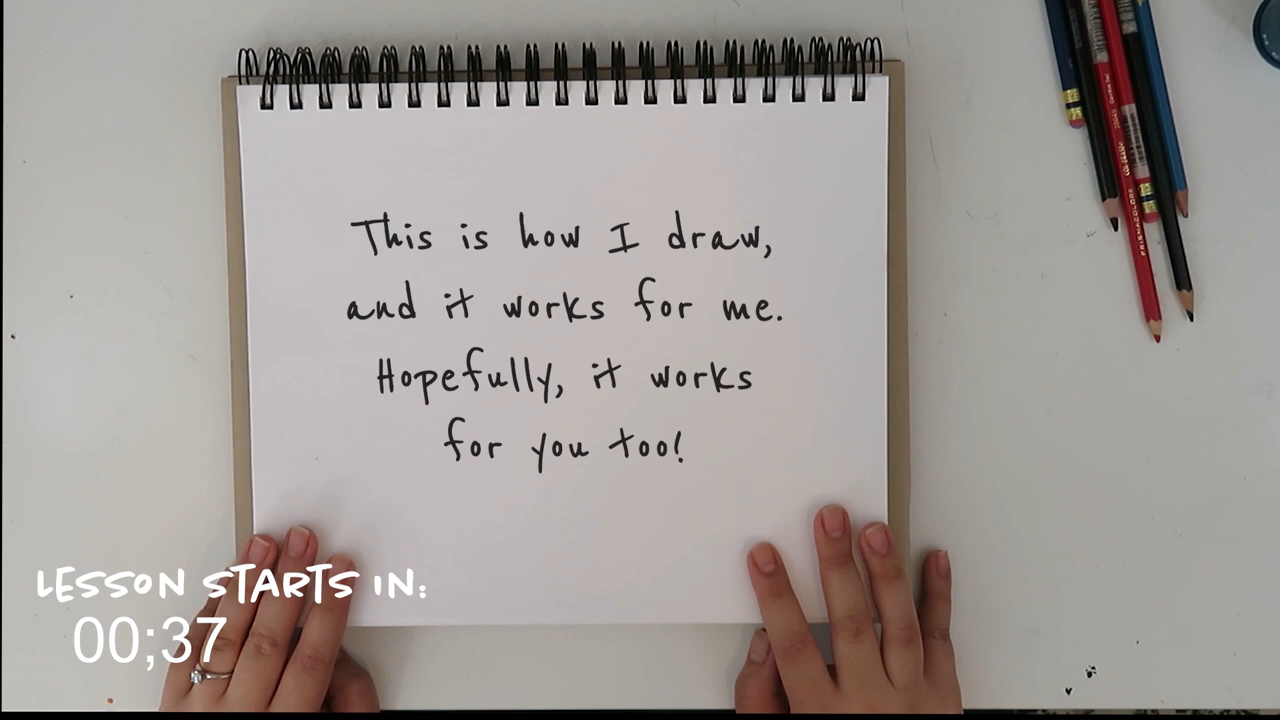 This is how I draw,
and it works for me.
Hopefully, it works
for you too!
LESSON STARTS IN:
00;37
PRISMACOLOR